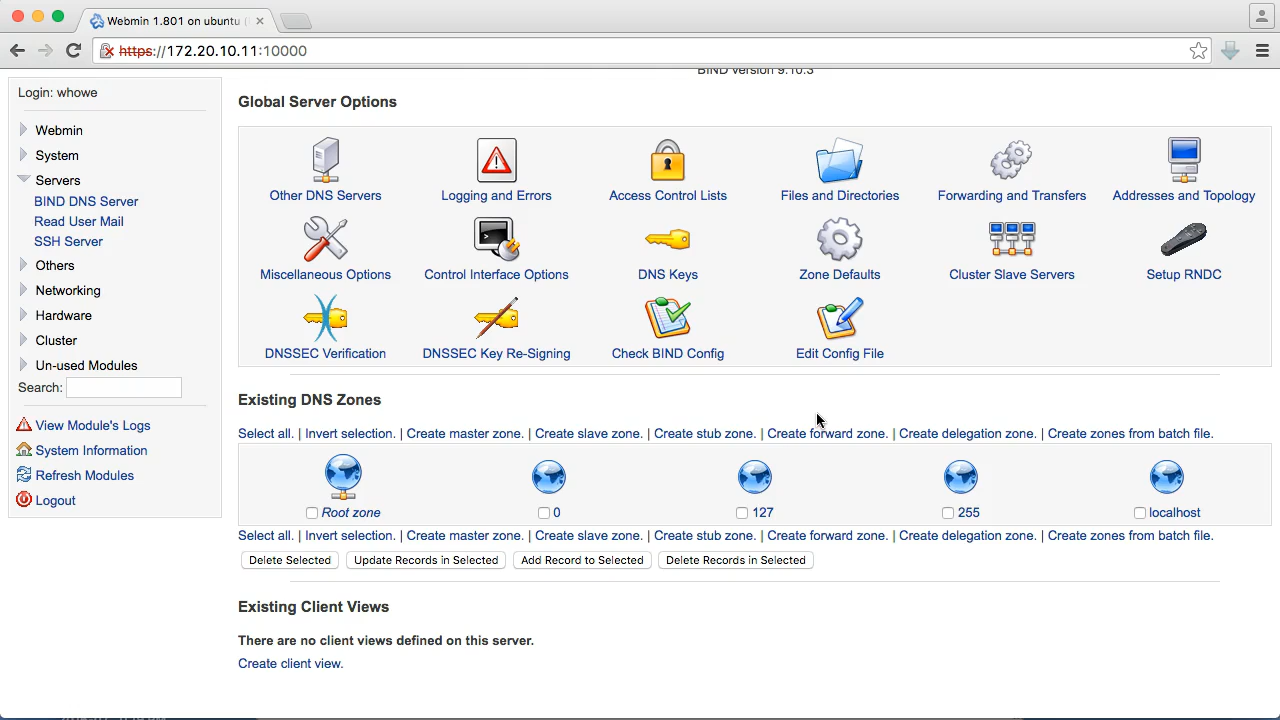 Webmin 1.801 on ubuntu (
https://172.20.10.11:10000
BIND version 9.10.3
Login: whowe
Webmin
System
Servers
BIND DNS Server
Read User Mail
SSH Server
Others
Networking
Hardware
Cluster
Un-used Modules
Search:
View Module's Logs
System Information
Refresh Modules
Logout
Global Server Options
Other DNS Servers
Logging and Errors
Access Control Lists
Files and Directories
Forwarding and Transfers
Addresses and Topology
Miscellaneous Options
Control Interface Options
DNS Keys
Zone Defaults
Cluster Slave Servers
Setup RNDC
DNSSEC Verification
DNSSEC Key Re-Signing
Check BIND Config
Edit Config File
Existing DNS Zones
Select all. | Invert selection. | Create master zone. | Create slave zone. | Create stub zone. | Create forward zone. | Create delegation zone. | Create zones from batch file.
Root zone
0
127
255
localhost
Select all. | Invert selection. | Create master zone. | Create slave zone. | Create stub zone. | Create forward zone. | Create delegation zone. | Create zones from batch file.
Delete Selected
Update Records in Selected
Add Record to Selected
Delete Records in Selected
Existing Client Views
There are no client views defined on this server.
Create client view.